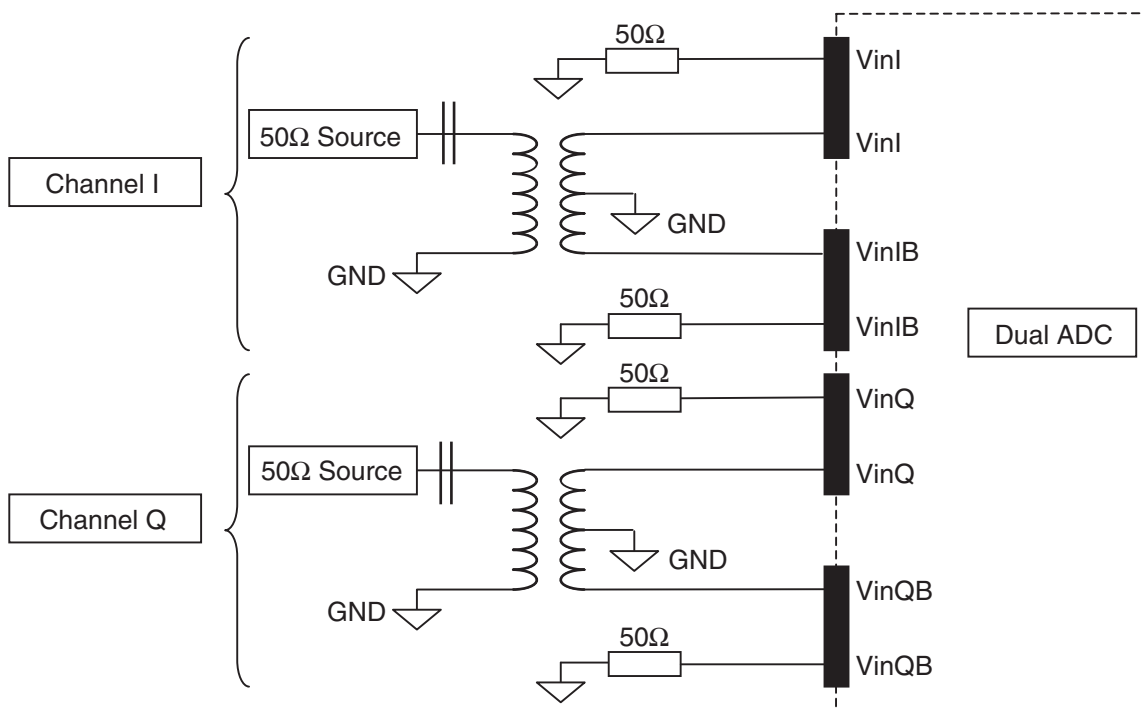 50Ω
VinI
50Ω Source
VinI
Channel I
GND
GND
VinIB
50Ω
VinIB
Dual ADC
50Ω
VinQ
50Ω Source
VinQ
Channel Q
GND
GND
VinQB
50Ω
VinQB